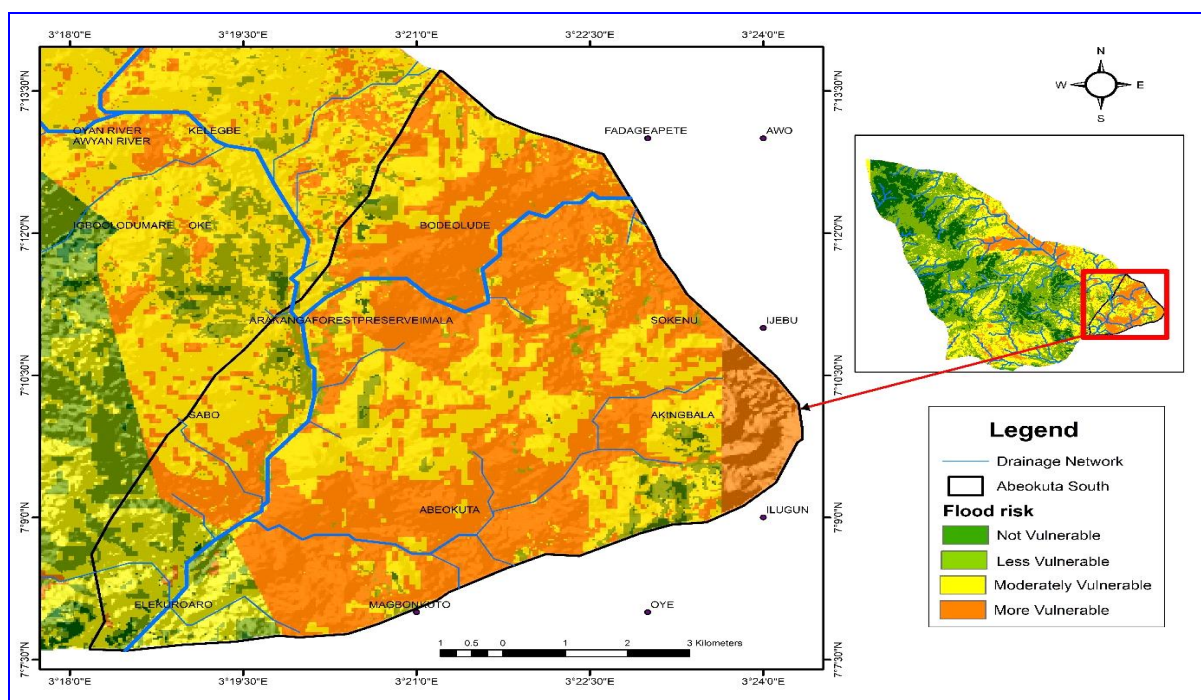 3°18'0"E 3°19'30"E 3°21'0"E 3°22'30"E 3°24'0"E
7°13'30"N
7°12'0"N
7°10'30"N
7°9'0"N
7°7'30"N
OYAN RIVER
AWYAN RIVER
KELEGBE
FADAGEAPETE
AWO
IGBOOLODUMARE
OKE
BODEOLUDE
ARAKANGAFORESTPRESERVEIMALA
SOKENU
IJEBU
SABO
AKINGBALA
ABEOKUTA
ILUGUN
ELEKUROARO
MAGBONKUTO
OYE
1 0.5 0 1 2 3 Kilometers
7°13'30"N
7°12'0"N
7°10'30"N
7°9'0"N
7°7'30"N
3°18'0"E 3°19'30"E 3°21'0"E 3°22'30"E 3°24'0"E
N
W E
S
Legend
Drainage Network
Abeokuta South
Flood risk
Not Vulnerable
Less Vulnerable
Moderately Vulnerable
More Vulnerable